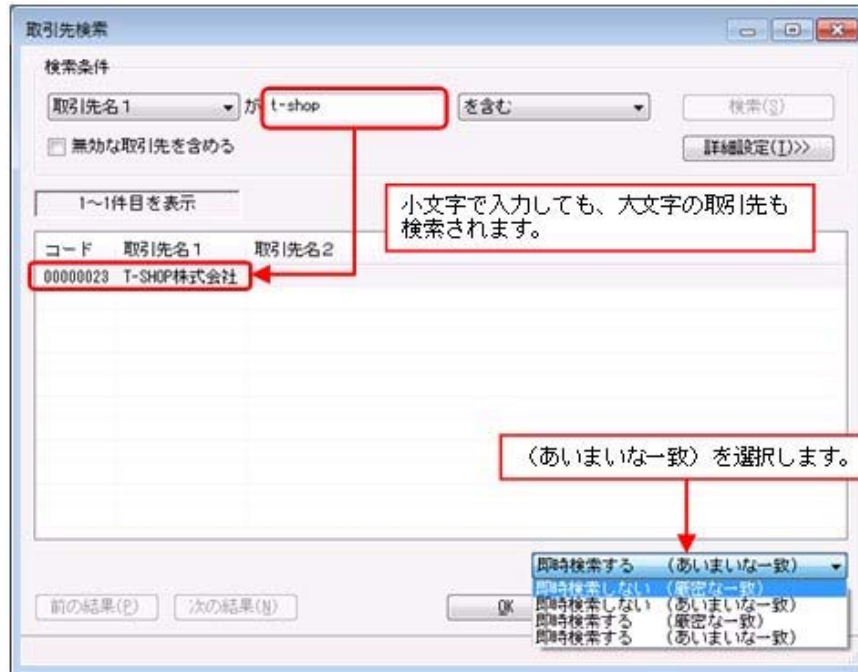 取引先検索
検索条件
取引先名1 が t-shop を含む 検索(S)
無効な取引先を含める 詳細設定(I)>>
1～1件目を表示
小文字で入力しても、大文字の取引先も
検索されます。
コード 取引先名1 取引先名2
00000023 T-SHOP株式会社
（あいまいな一致）を選択します。
即時検索する （あいまいな一致）
前の結果(P) 次の結果(N) OK
即時検索しない （厳密な一致）
即時検索しない （あいまいな一致）
即時検索する （厳密な一致）
即時検索する （あいまいな一致）